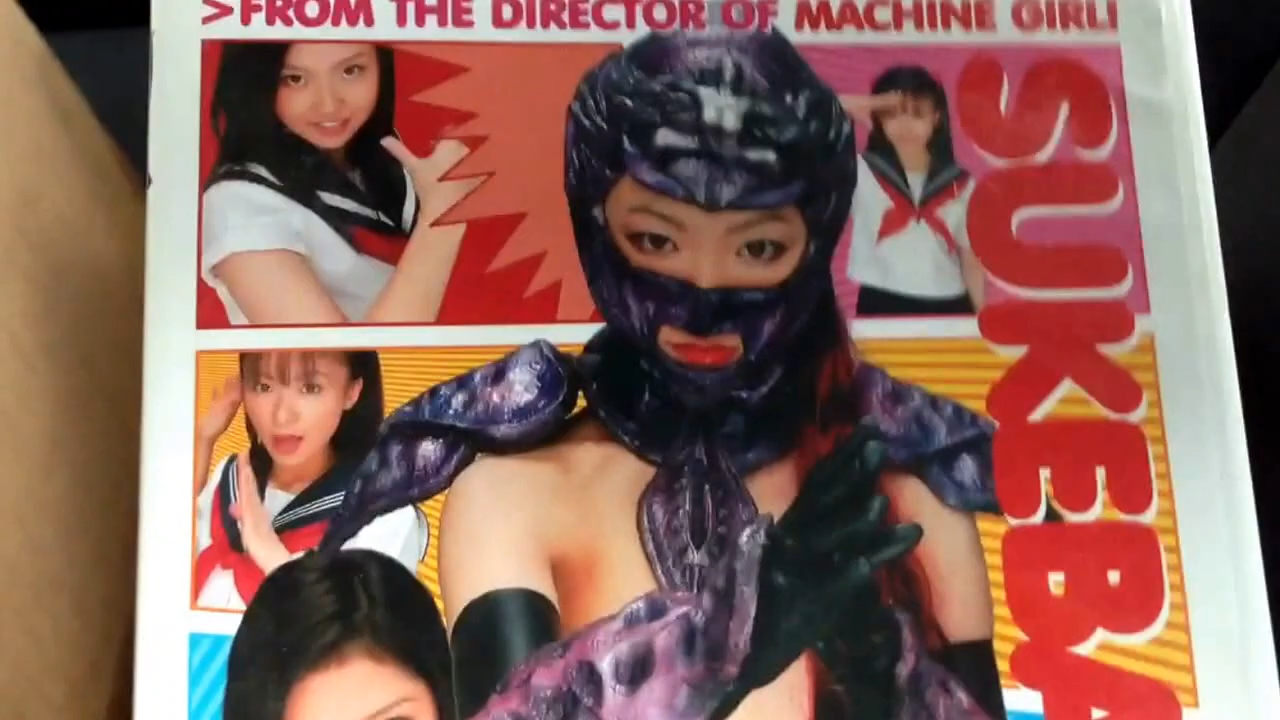 >FROM THE DIRECTOR OF MACHINE GIRL!
SUKEBA